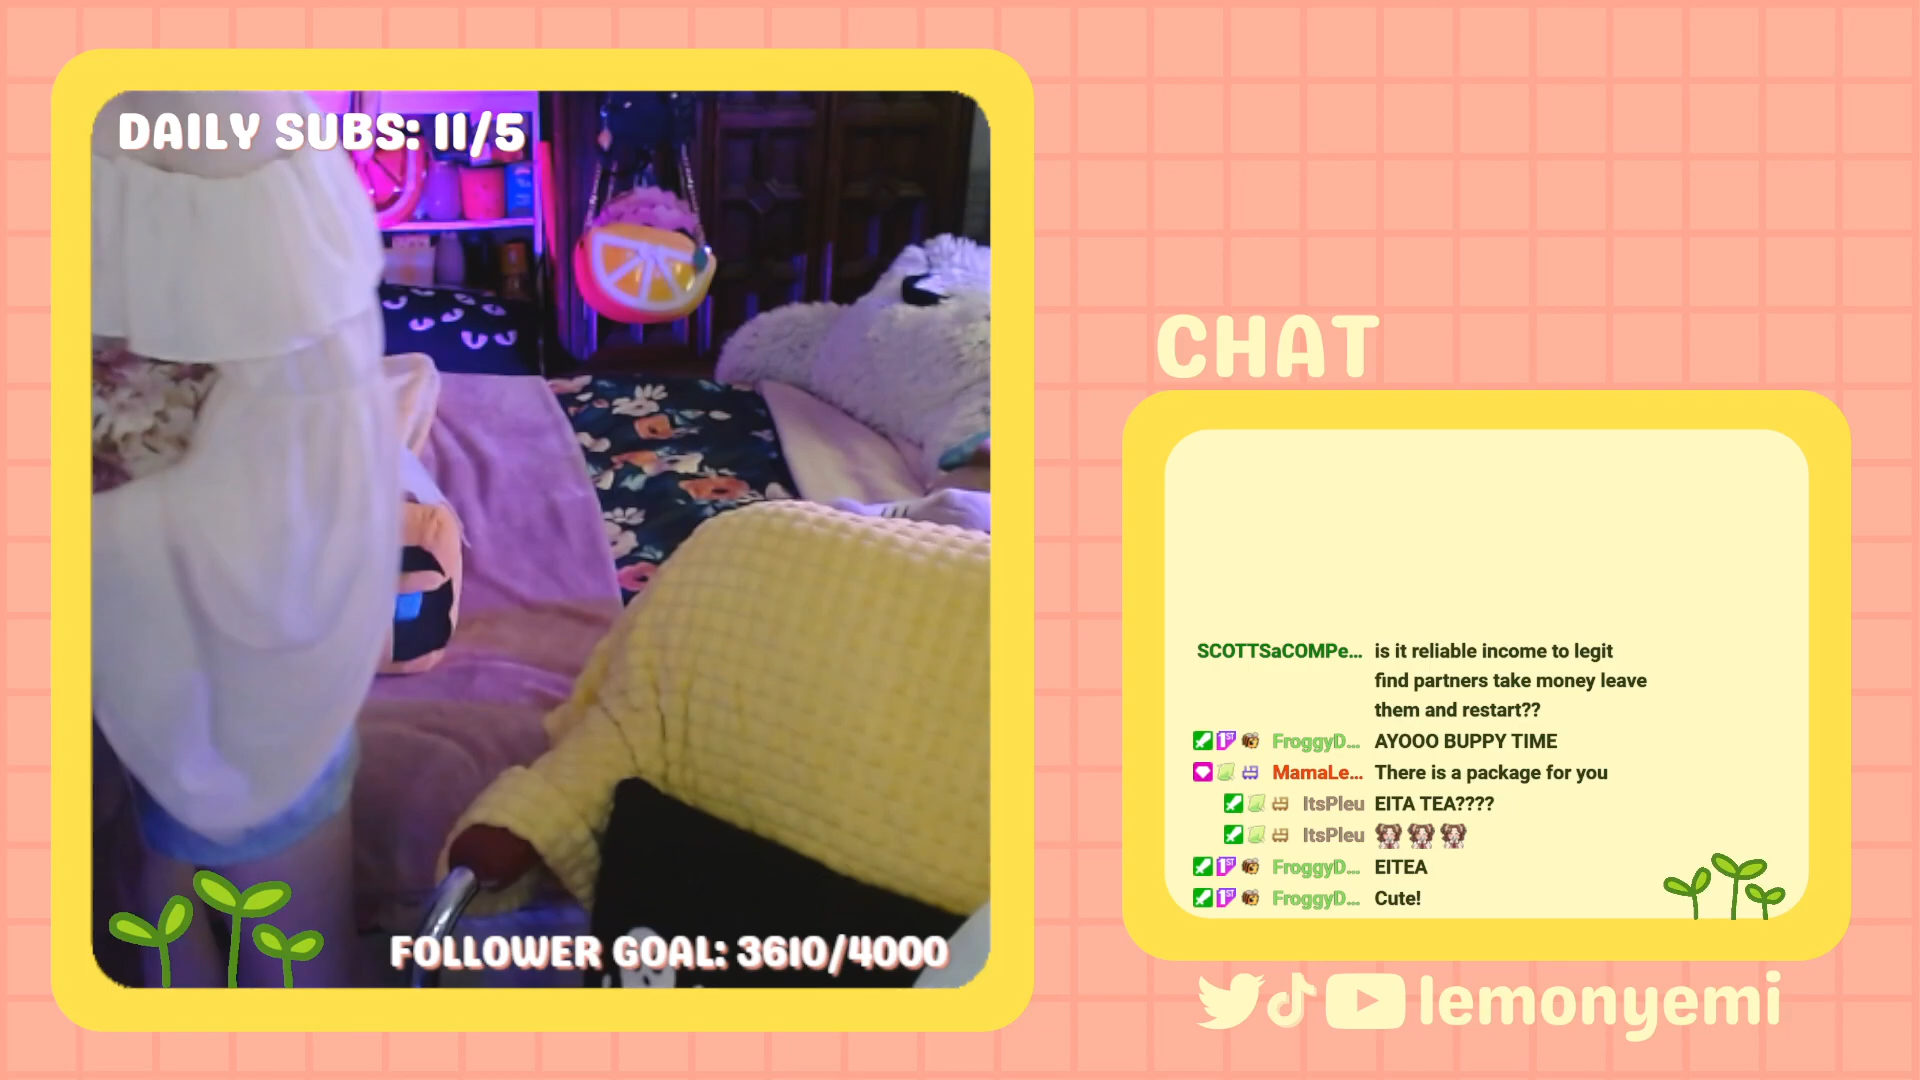 DAILY SUBS: 11/5
FOLLOWER GOAL: 3610/4000
CHAT
SCOTTSaCOMPe... is it reliable income to legit
find partners take money leave
them and restart??
FroggyD... AYOOO BUPPY TIME
MamaLe... There is a package for you
ItsPleu EITA TEA????
ItsPleu
FroggyD... EITEA
FroggyD... Cute!
lemonyemi